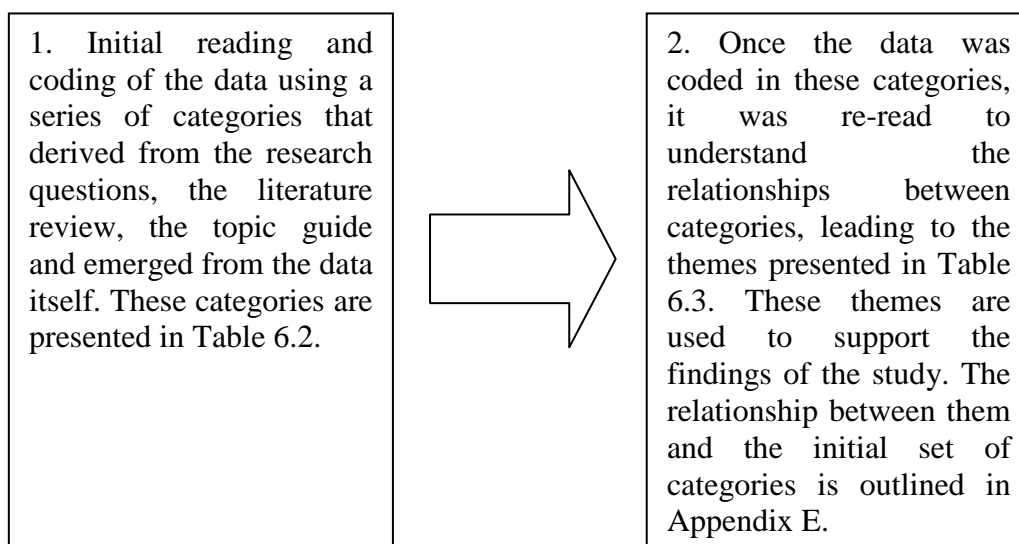 1. Initial reading and
coding of the data using a
series of categories that
derived from the research
questions, the literature
review, the topic guide
and emerged from the data
itself. These categories are
presented in Table 6.2.
2. Once the data was
coded in these categories,
it was re-read to
understand the
relationships between
categories, leading to the
themes presented in Table
6.3. These themes are
used to support the
findings of the study. The
relationship between them
and the initial set of
categories is outlined in
Appendix E.